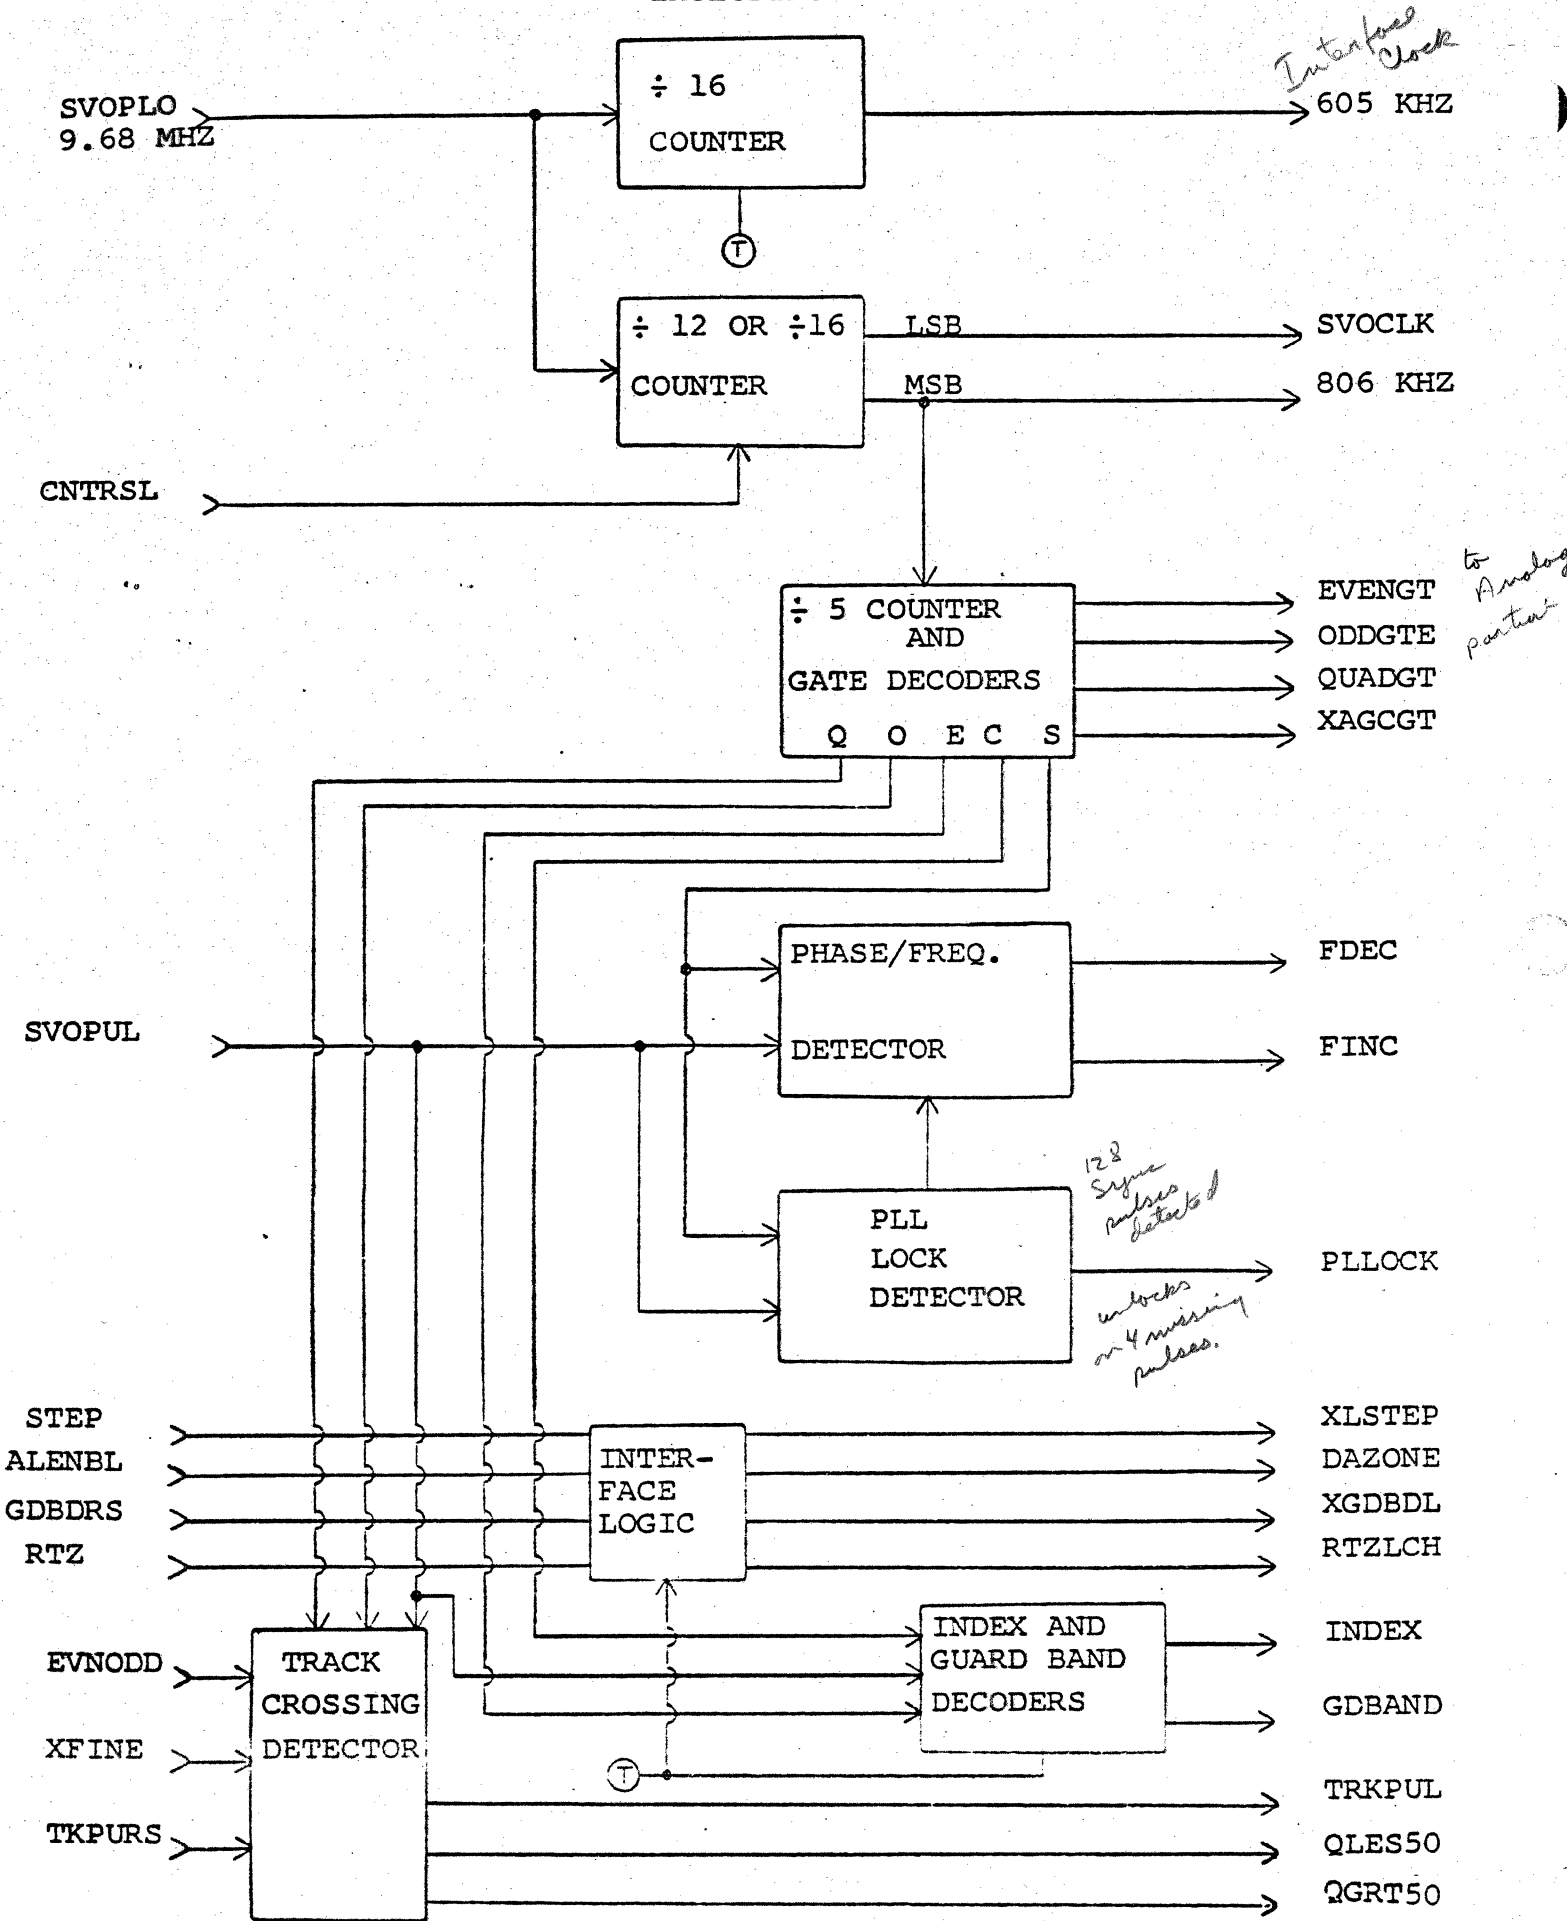 Interface
Clock
÷ 16
COUNTER
SVOPLO
9.68 MHZ
605 KHZ
T
÷ 12 OR ÷16
COUNTER
LSB
SVOCLK
MSB
806 KHZ
CNTRSL
÷ 5 COUNTER
AND
GATE DECODERS
Q O E C S
EVENGT
ODDGTE
QUADGT
XAGCGT
to
Analog
PHASE/FREQ.
DETECTOR
FDEC
SVOPUL
FINC
128
Sync
pulses
detected
PLL
LOCK
DETECTOR
PLLOCK
unlocks
on 4 missing
pulses.
STEP
ALENBL
GDBDRS
RTZ
INTER-
FACE
LOGIC
XLSTEP
DAZONE
XGDBDL
RTZLCH
EVNODD
XFINE
TKPURS
TRACK
CROSSING
DETECTOR
INDEX AND
GUARD BAND
DECODERS
INDEX
GDBAND
T
TRKPUL
QLES50
QGRT50